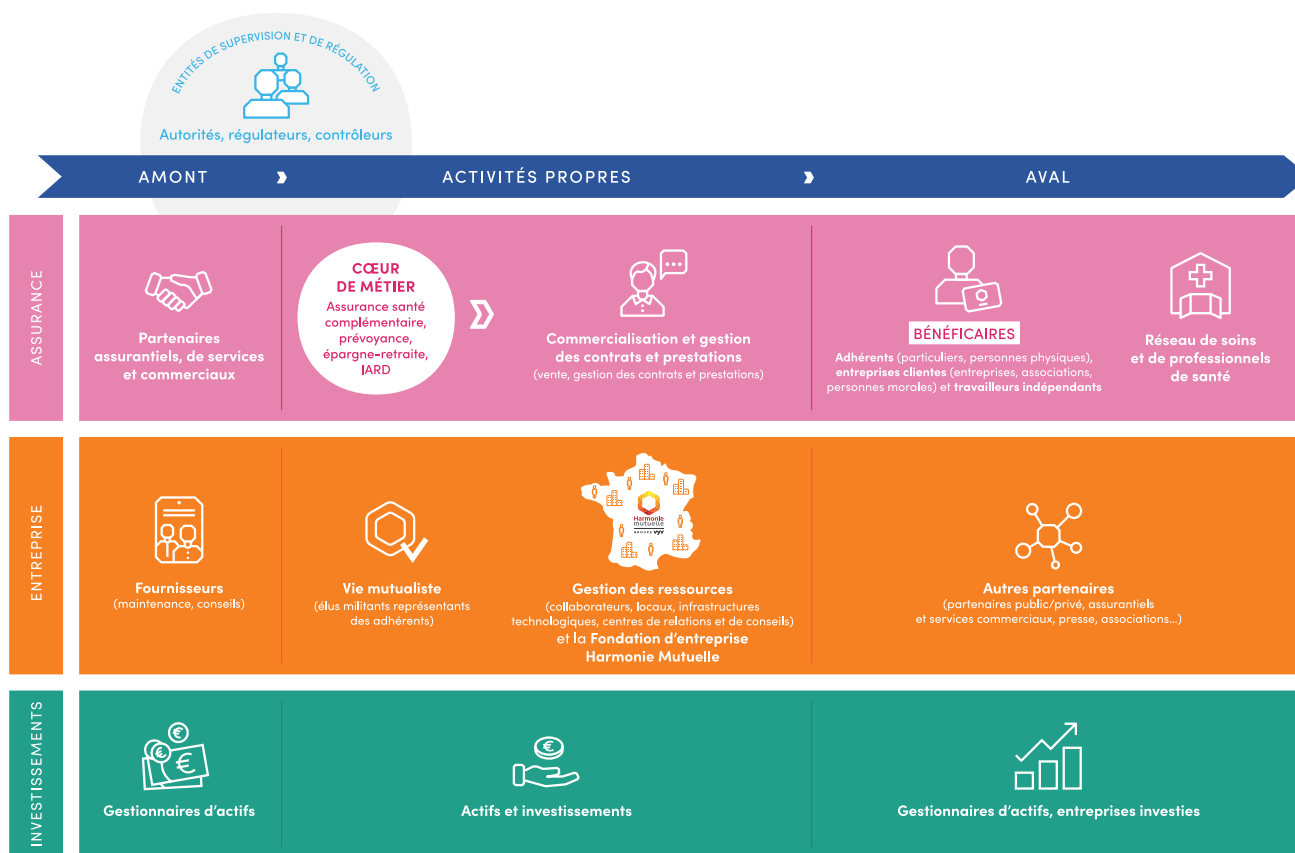 ENTITÉS DE SUPERVISION ET DE RÉGULATION
Autorités, régulateurs, contrôleurs
AMONT
ACTIVITÉS PROPRES
AVAL
ASSURANCE
Partenaires
assurantiels, de services
et commerciaux
CŒUR
DE MÉTIER
Assurance santé
complémentaire,
prévoyance,
épargne-retraite,
IARD
Commercialisation et gestion
des contrats et prestations
(vente, gestion des contrats et prestations)
BÉNÉFICAIRES
Adhérents (particuliers, personnes physiques),
entreprises clientes (entreprises, associations,
personnes morales) et travailleurs indépendants
Réseau de soins
et de professionnels
de santé
ENTREPRISE
Fournisseurs
(maintenance, conseils)
Vie mutualiste
(élus militants représentants
des adhérents)
Harmonie
mutuelle
GROUPE vyv
Gestion des ressources
(collaborateurs, locaux, infrastructures
technologiques, centres de relations et de conseils)
et la Fondation d'entreprise
Harmonie Mutuelle
Autres partenaires
(partenaires public/privé, assurantiels
et services commerciaux, presse, associations...)
INVESTISSEMENTS
Gestionnaires d'actifs
Actifs et investissements
Gestionnaires d'actifs, entreprises investies